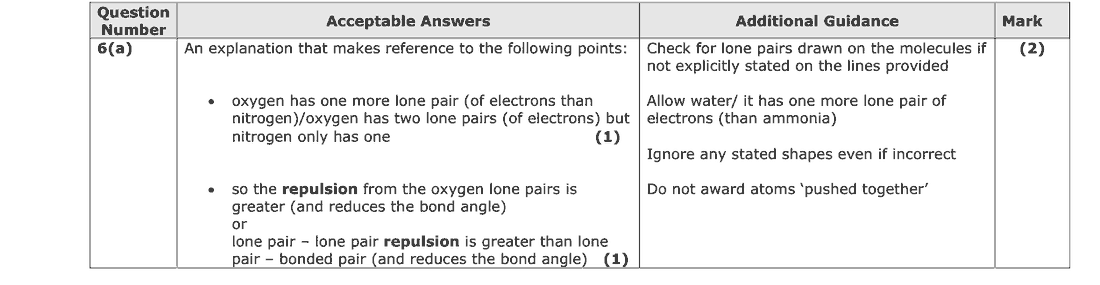 Question Number
Acceptable Answers
Additional Guidance
Mark
6(a)
An explanation that makes reference to the following points:
• oxygen has one more lone pair (of electrons than
nitrogen)/oxygen has two lone pairs (of electrons) but
nitrogen only has one (1)
• so the repulsion from the oxygen lone pairs is
greater (and reduces the bond angle)
or
lone pair – lone pair repulsion is greater than lone
pair – bonded pair (and reduces the bond angle) (1)
Check for lone pairs drawn on the molecules if
not explicitly stated on the lines provided
Allow water/ it has one more lone pair of
electrons (than ammonia)
Ignore any stated shapes even if incorrect
Do not award atoms ‘pushed together’
(2)